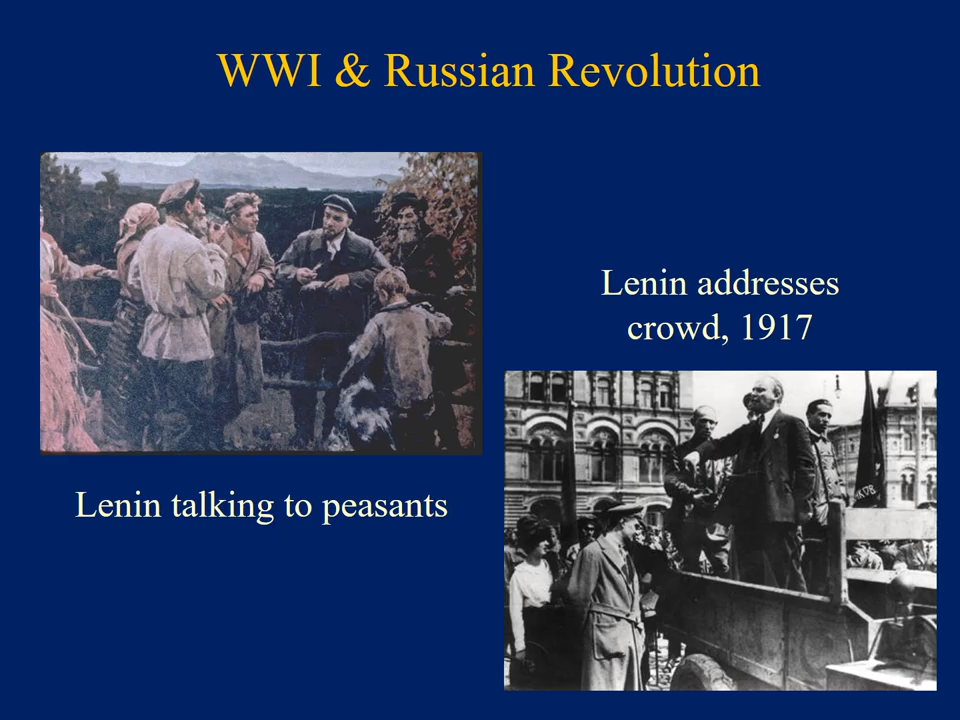 WWI & Russian Revolution
Lenin addresses
crowd, 1917
Lenin talking to peasants